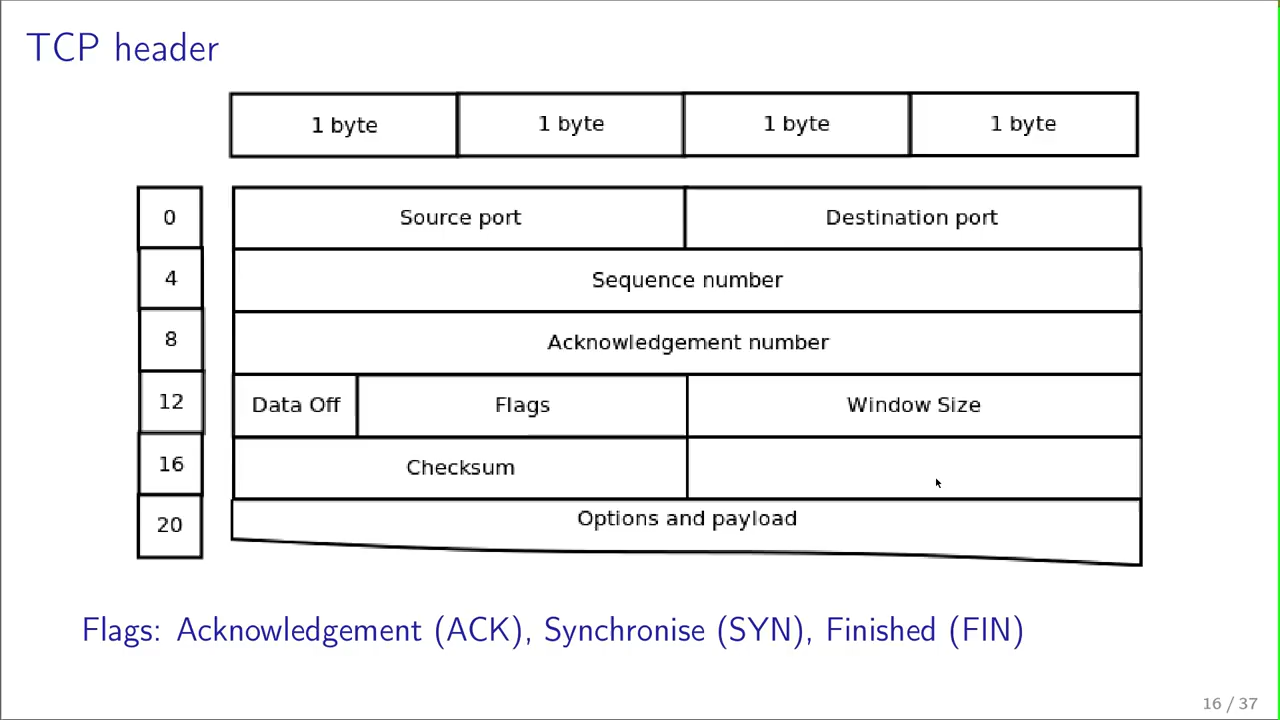 TCP header
1 byte 1 byte 1 byte 1 byte
0 Source port Destination port
4 Sequence number
8 Acknowledgement number
12 Data Off Flags Window Size
16 Checksum
20 Options and payload
Flags: Acknowledgement (ACK), Synchronise (SYN), Finished (FIN)
16 / 37